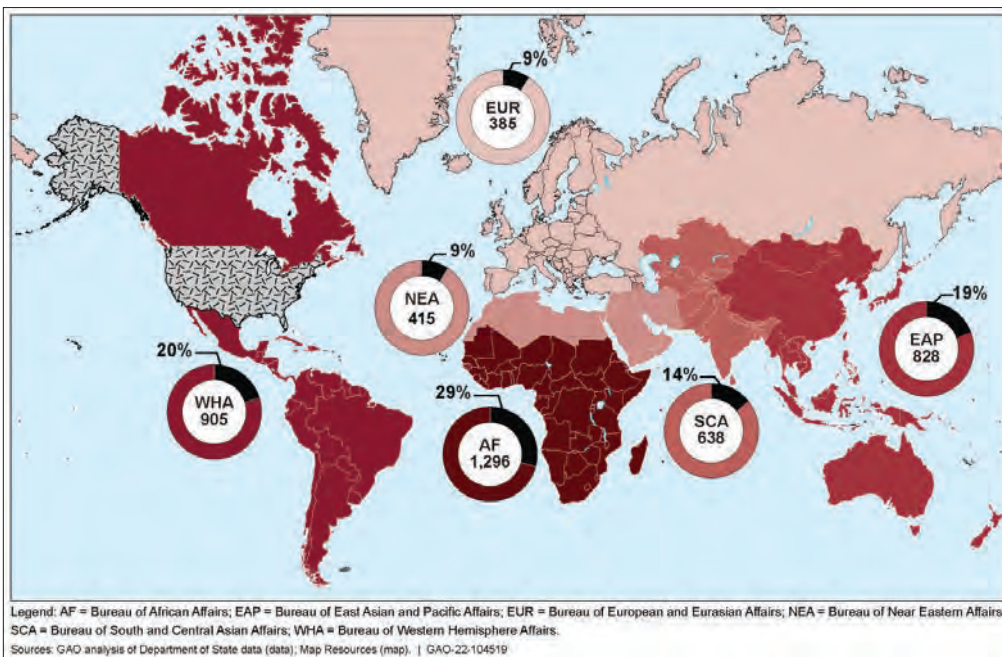 9%
EUR
385
9%
NEA
415
19%
EAP
828
20%
WHA
905
29%
AF
1,296
14%
SCA
638
Legend: AF = Bureau of African Affairs; EAP = Bureau of East Asian and Pacific Affairs; EUR = Bureau of European and Eurasian Affairs; NEA = Bureau of Near Eastern Affairs
SCA = Bureau of South and Central Asian Affairs; WHA = Bureau of Western Hemisphere Affairs.
Sources: GAO analysis of Department of State data (data); Map Resources (map). | GAO-22-104519